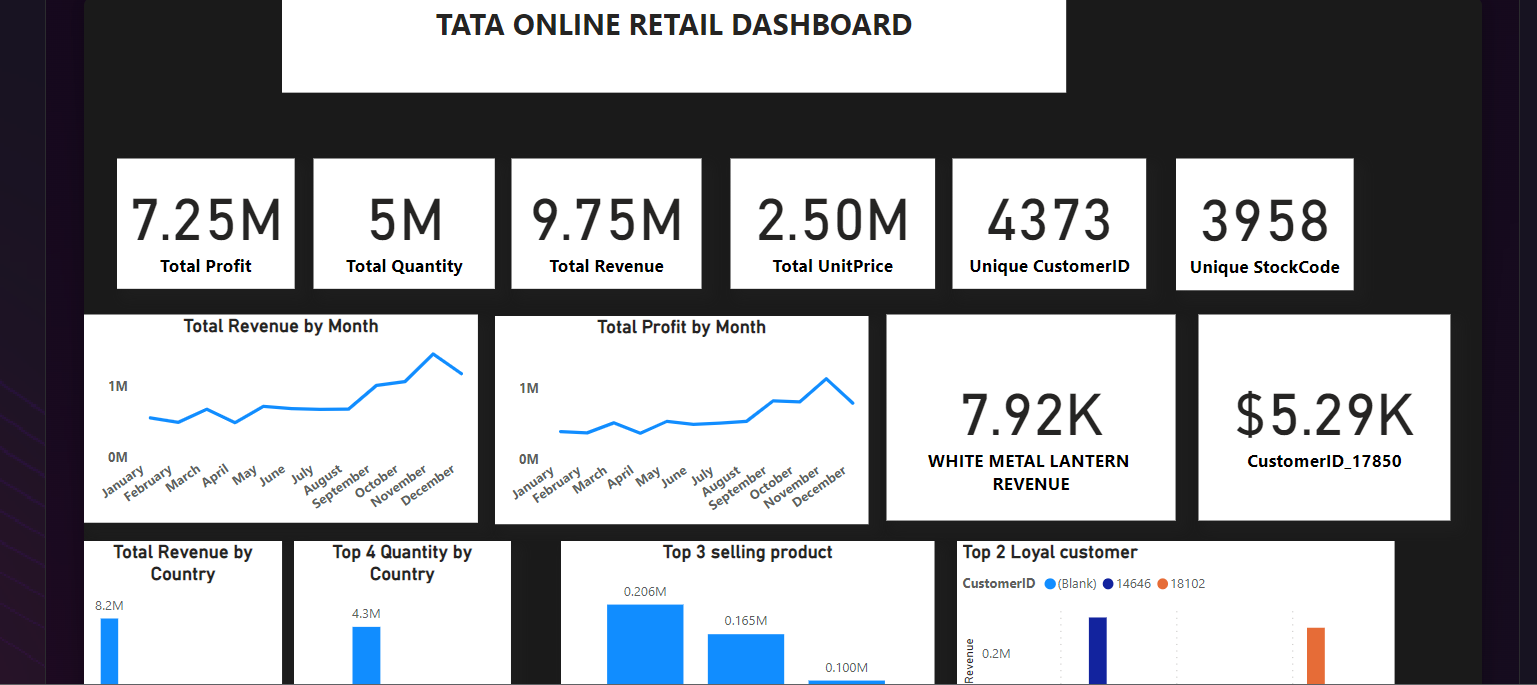 TATA ONLINE RETAIL DASHBOARD
7.25M
Total Profit
5M
Total Quantity
9.75M
Total Revenue
2.50M
Total UnitPrice
4373
Unique CustomerID
3958
Unique StockCode
Total Revenue by Month
1M
0M
January
February
March
April
May
June
July
August
September
October
November
December
Total Profit by Month
1M
0M
January
February
March
April
May
June
July
August
September
October
November
December
7.92K
WHITE METAL LANTERN
REVENUE
$5.29K
CustomerID_17850
Total Revenue by
Country
8.2M
Top 4 Quantity by
Country
4.3M
Top 3 selling product
0.206M
0.165M
0.100M
Top 2 Loyal customer
CustomerID (Blank) 14646 18102
Revenue
0.2M